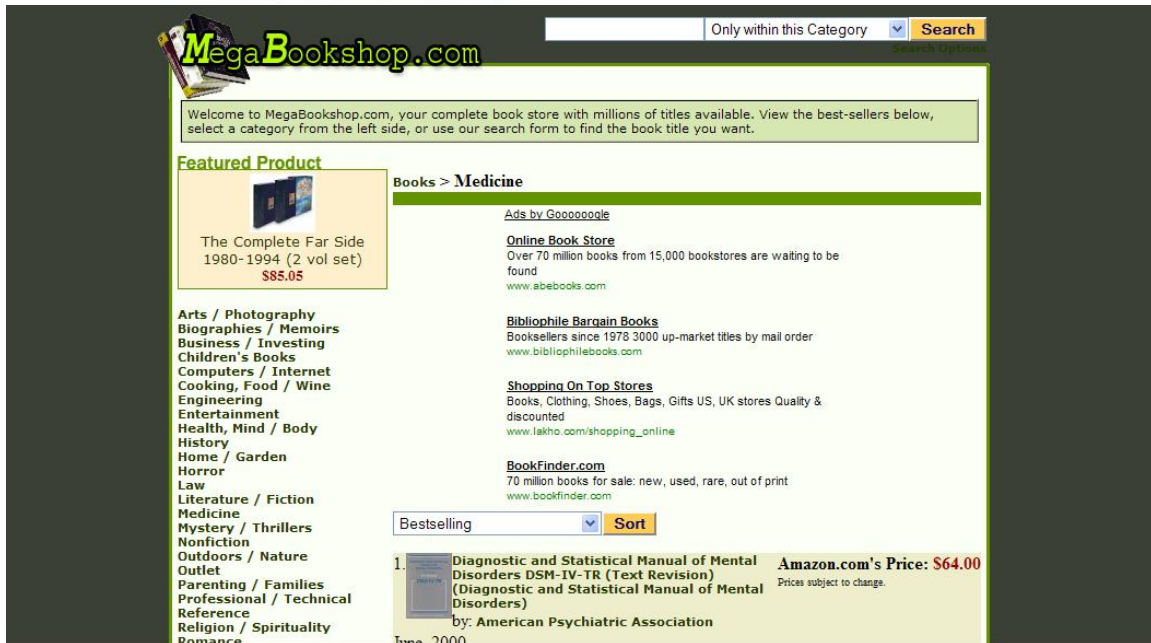 MegaBookshop.com
Only within this Category
Search
Search Options
Welcome to MegaBookshop.com, your complete book store with millions of titles available. View the best-sellers below,
select a category from the left side, or use our search form to find the book title you want.
Featured Product
The Complete Far Side
1980-1994 (2 vol set)
$85.05
Arts / Photography
Biographies / Memoirs
Business / Investing
Children's Books
Computers / Internet
Cooking, Food / Wine
Engineering
Entertainment
Health, Mind / Body
History
Home / Garden
Horror
Law
Literature / Fiction
Medicine
Mystery / Thrillers
Nonfiction
Outdoors / Nature
Outlet
Parenting / Families
Professional / Technical
Reference
Religion / Spirituality
Romance
Books > Medicine
Ads by Goooooogle
Online Book Store
Over 70 million books from 15,000 bookstores are waiting to be
found
www.abebooks.com
Bibliophile Bargain Books
Booksellers since 1978 3000 up-market titles by mail order
www.bibliophilebooks.com
Shopping On Top Stores
Books, Clothing, Shoes, Bags, Gifts US, UK stores Quality &
discounted
www.lakho.com/shopping_online
BookFinder.com
70 million books for sale: new, used, rare, out of print
www.bookfinder.com
Bestselling
Sort
1.
Diagnostic and Statistical Manual of Mental
Disorders DSM-IV-TR (Text Revision)
(Diagnostic and Statistical Manual of Mental
Disorders)
by: American Psychiatric Association
June, 2000
Amazon.com's Price: $64.00
Prices subject to change.